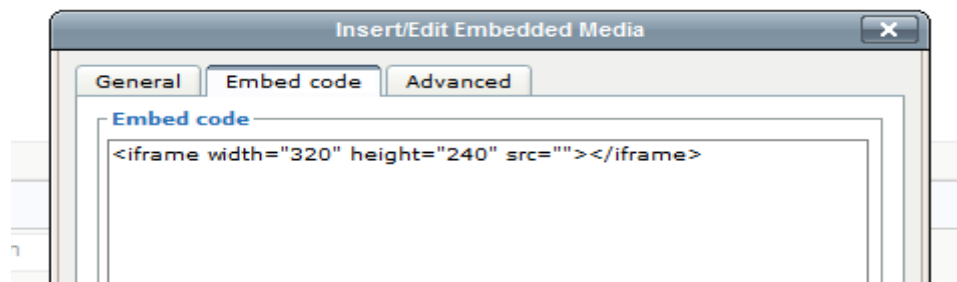 Insert/Edit Embedded Media
General Embed code Advanced
Embed code
<iframe width="320" height="240" src=""></iframe>
n